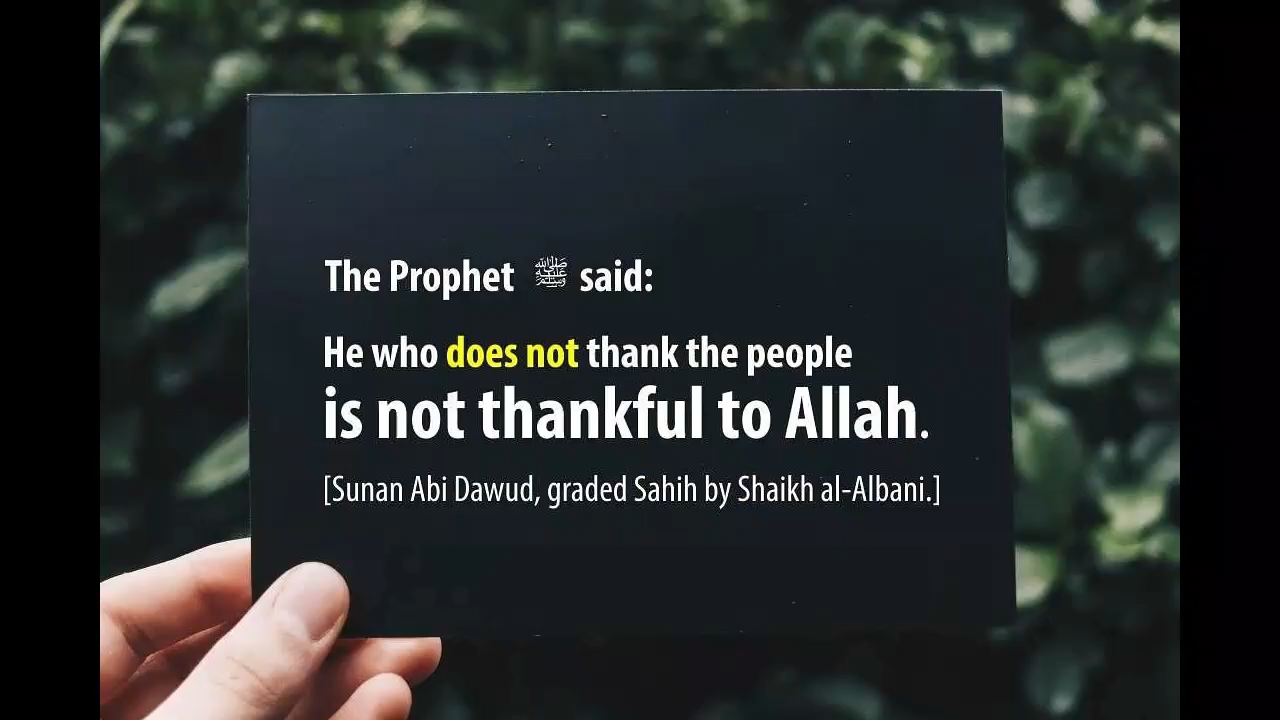 The Prophet ﷺ said:
He who does not thank the people
is not thankful to Allah.
[Sunan Abi Dawud, graded Sahih by Shaikh al-Albani.]